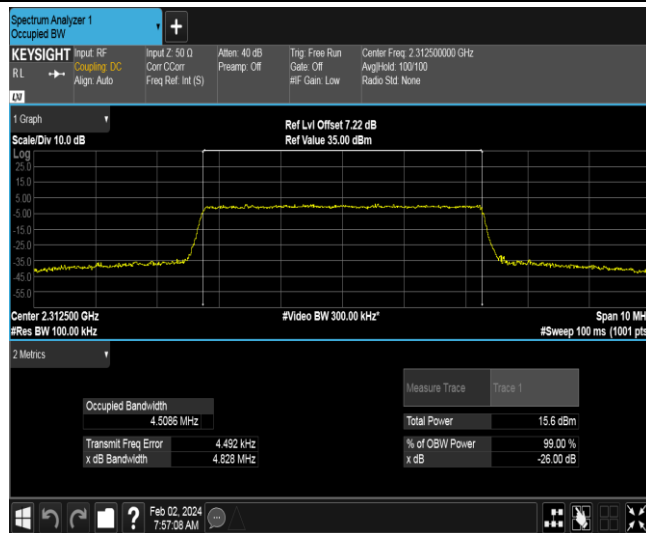 Spectrum Analyzer 1
Occupied BW
+
KEYSIGHT Input: RF Input Z: 50 Ω Atten: 40 dB Trig: Free Run Center Freq: 2.312500000 GHz
RL Coupling: DC Corr CCorr Preamp: Off Gate: Off Avg|Hold: 100/100
Align: Auto Freq Ref: Int (S) #IF Gain: Low Radio Std: None
LXI
1 Graph
Ref Lvl Offset 7.22 dB
Scale/Div 10.0 dB Ref Value 35.00 dBm
Log
25.0
15.0
5.00
-5.00
-15.0
-25.0
-35.0
-45.0
-55.0
Center 2.312500 GHz #Video BW 300.00 kHz* Span 10 MH
#Res BW 100.00 kHz #Sweep 100 ms (1001 pts
2 Metrics
Measure Trace Trace 1
Occupied Bandwidth
4.5086 MHz Total Power 15.6 dBm
Transmit Freq Error 4.492 kHz % of OBW Power 99.00 %
x dB Bandwidth 4.828 MHz x dB -26.00 dB
? Feb 02, 2024
7:57:08 AM